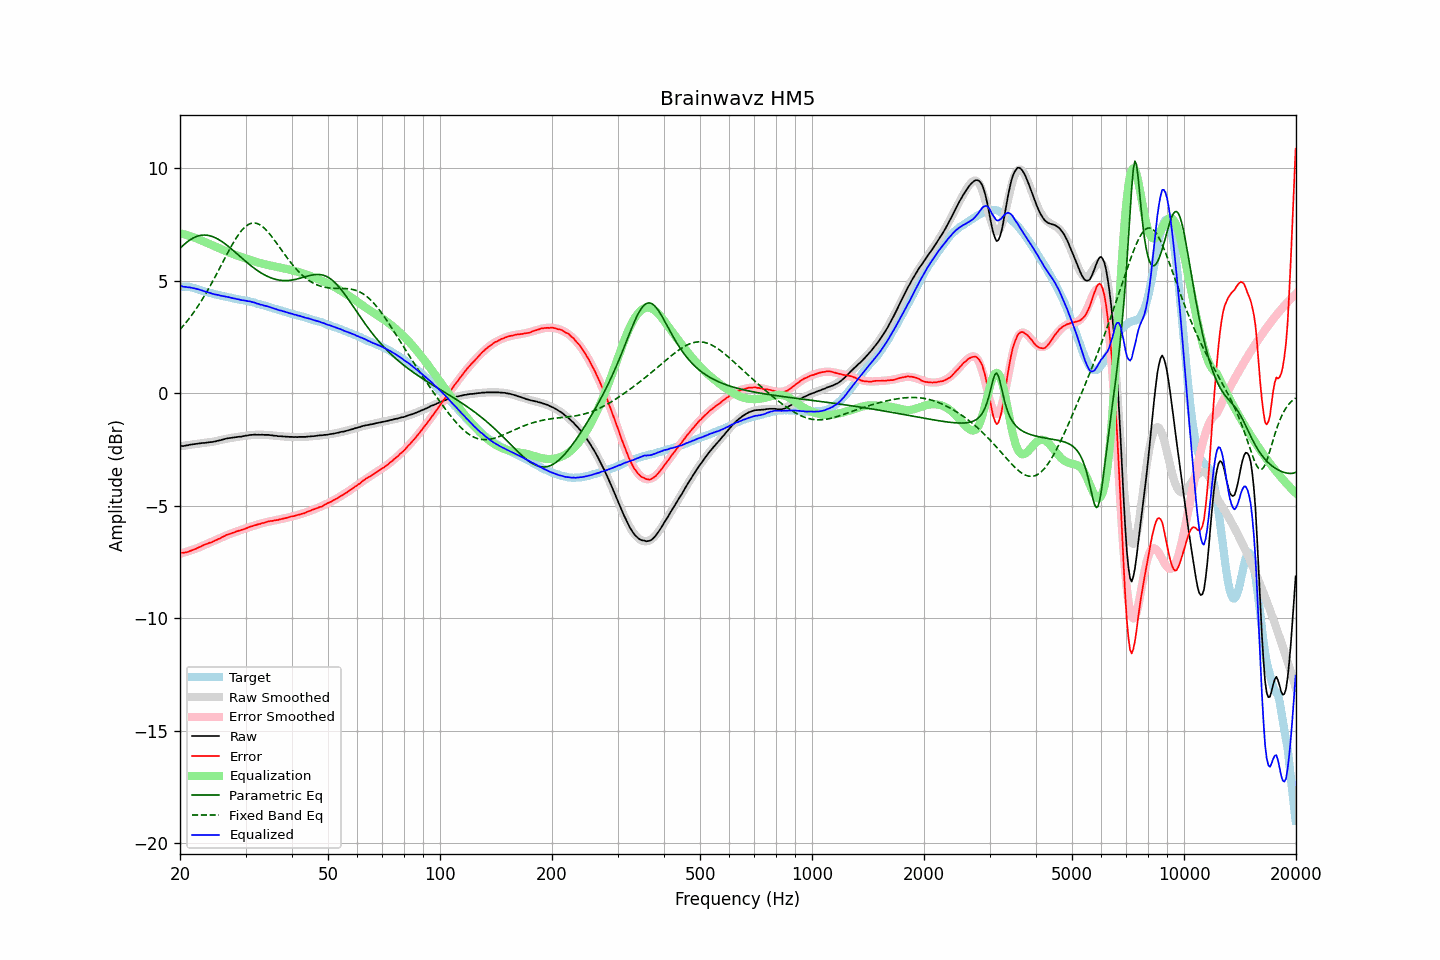 Brainwavz HM5
Amplitude (dBr)
10
5
0
−5
−10
−15
−20
Target
Raw Smoothed
Error Smoothed
Raw
Error
Equalization
Parametric Eq
Fixed Band Eq
Equalized
20 50 100 200 500 1000 2000 5000 10000 20000
Frequency (Hz)